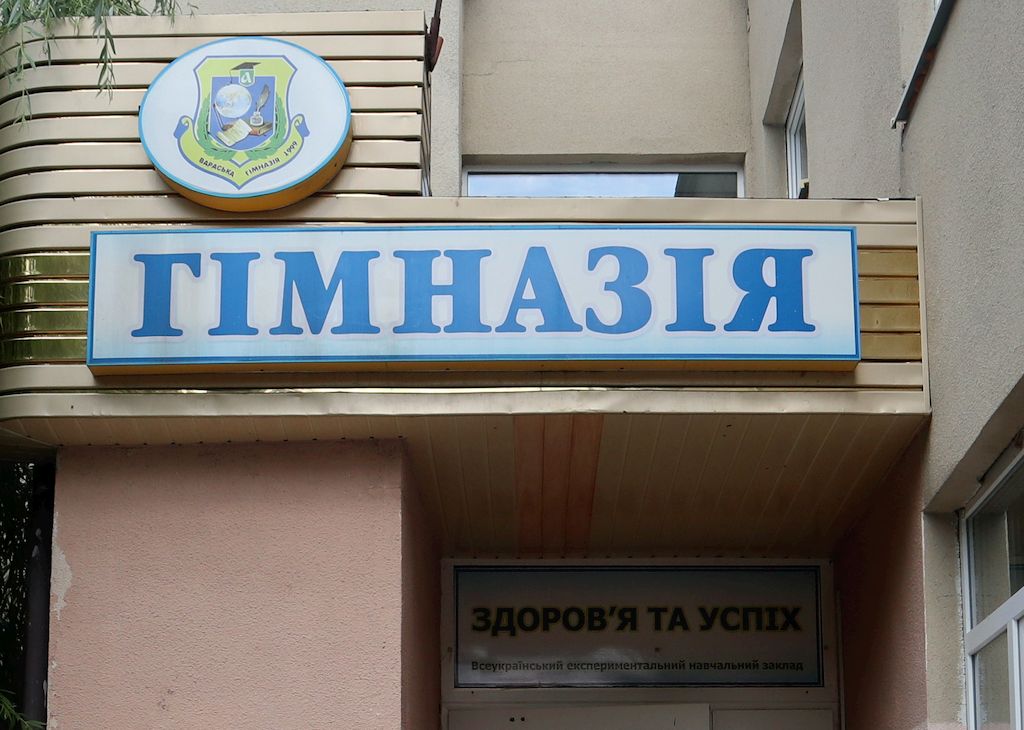 А
ВАРАСЬКА ГІМНАЗІЯ 1999
ГІМНАЗІЯ
ЗДОРОВ'Я ТА УСПІХ
Всеукраїнський експериментальний навчальний заклад